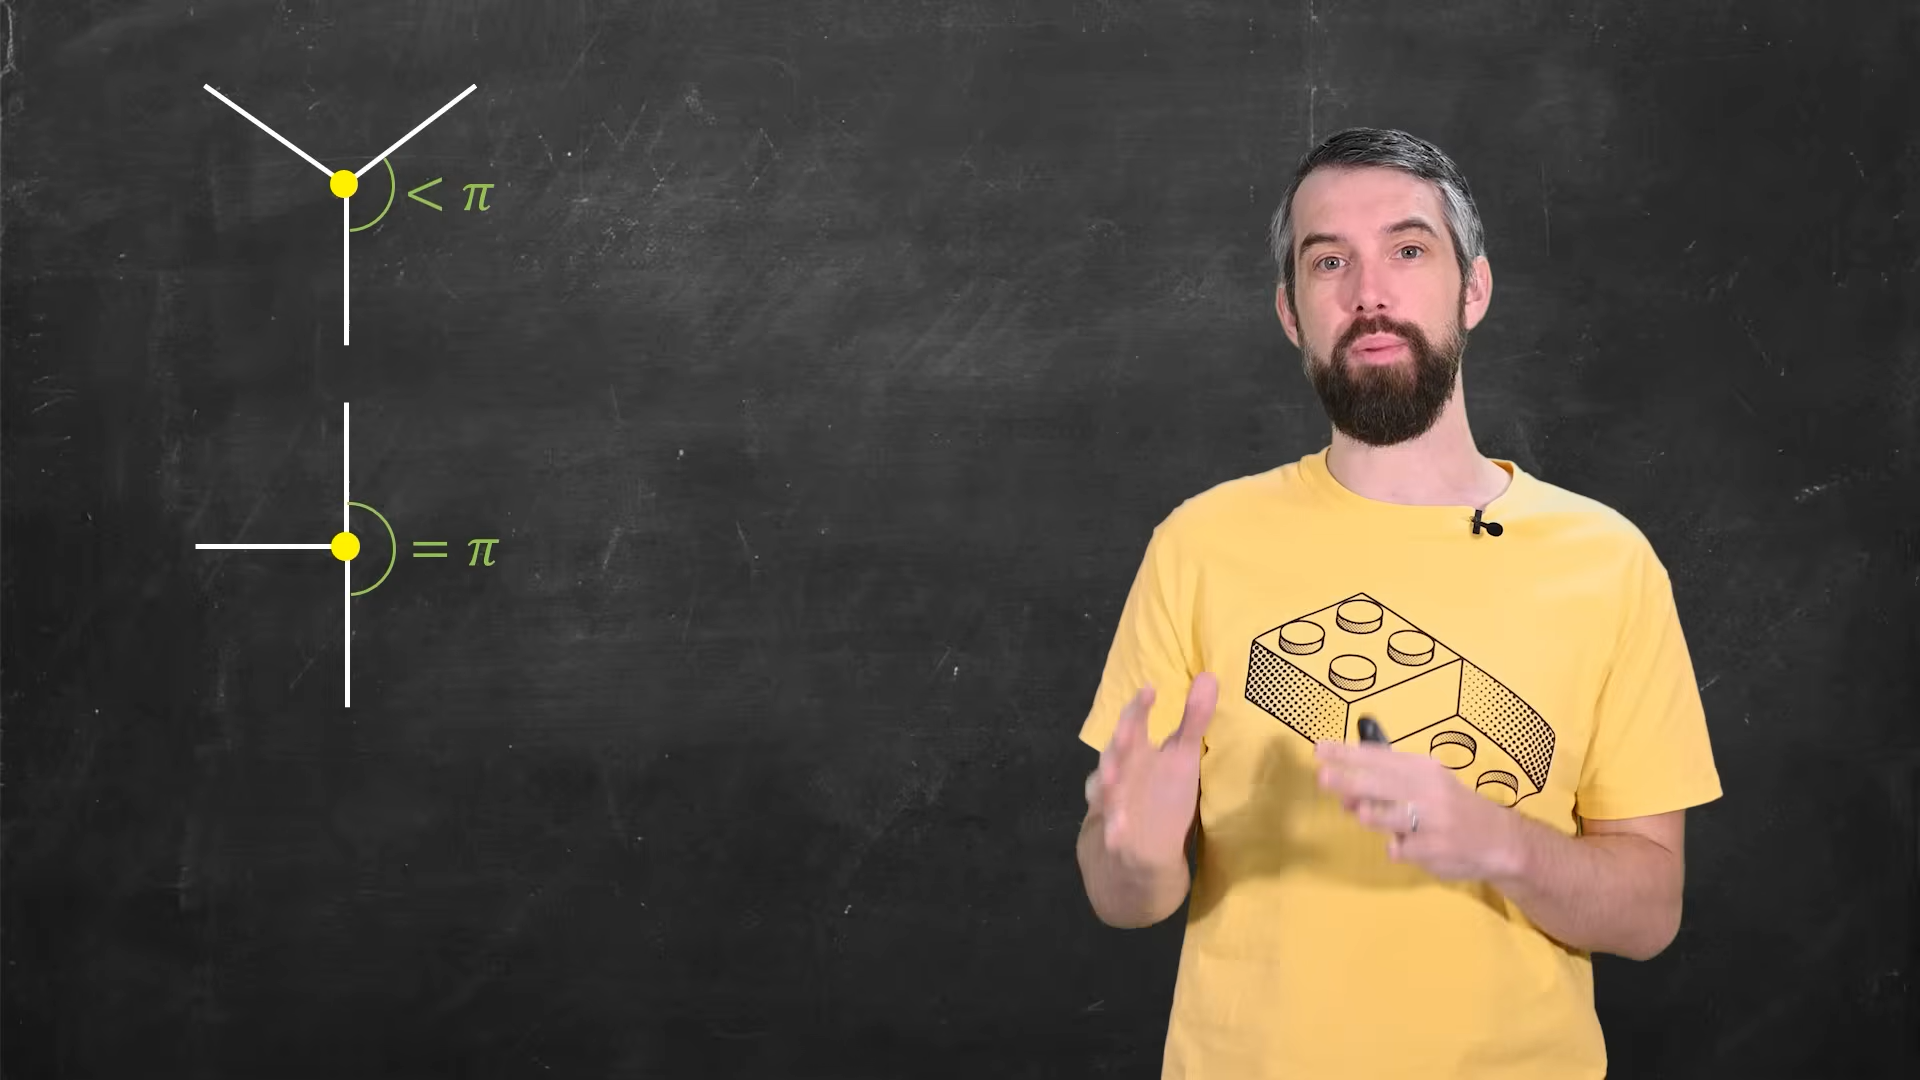 < π
= π